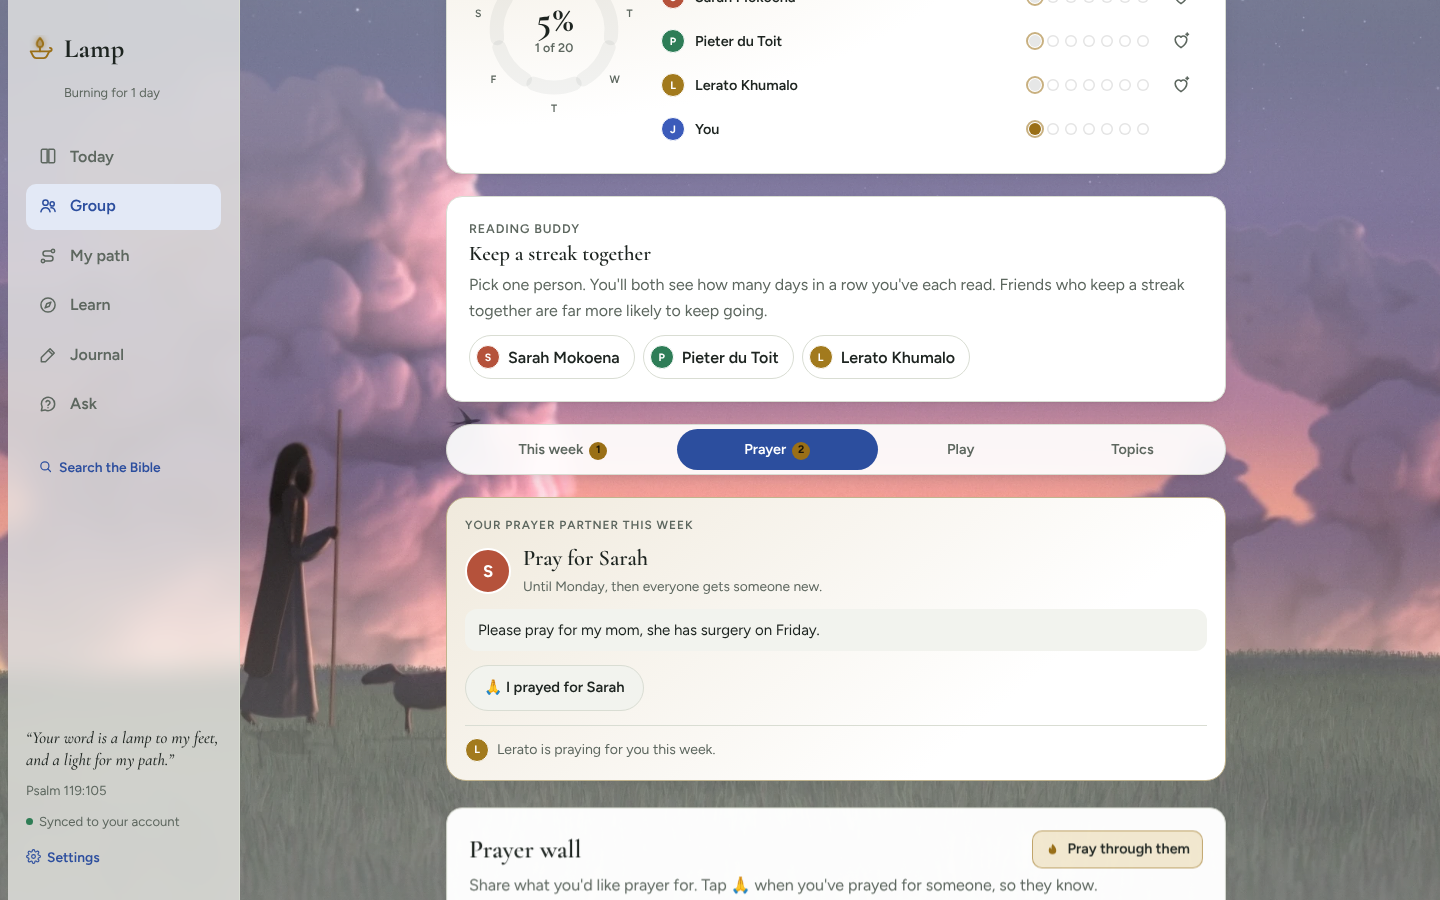 Lamp
Burning for 1 day
Today
Group
My path
Learn
Journal
Ask
Search the Bible
“Your word is a lamp to my feet,
and a light for my path.”
Psalm 119:105
Synced to your account
Settings
S
T
5%
1 of 20
F
W
T
P Pieter du Toit
L Lerato Khumalo
J You
READING BUDDY
Keep a streak together
Pick one person. You'll both see how many days in a row you've each read. Friends who keep a streak
together are far more likely to keep going.
S Sarah Mokoena
P Pieter du Toit
L Lerato Khumalo
This week 1
Prayer 2
Play
Topics
YOUR PRAYER PARTNER THIS WEEK
S
Pray for Sarah
Until Monday, then everyone gets someone new.
Please pray for my mom, she has surgery on Friday.
🙏 I prayed for Sarah
L Lerato is praying for you this week.
Prayer wall
Pray through them
Share what you'd like prayer for. Tap 🙏 when you've prayed for someone, so they know.